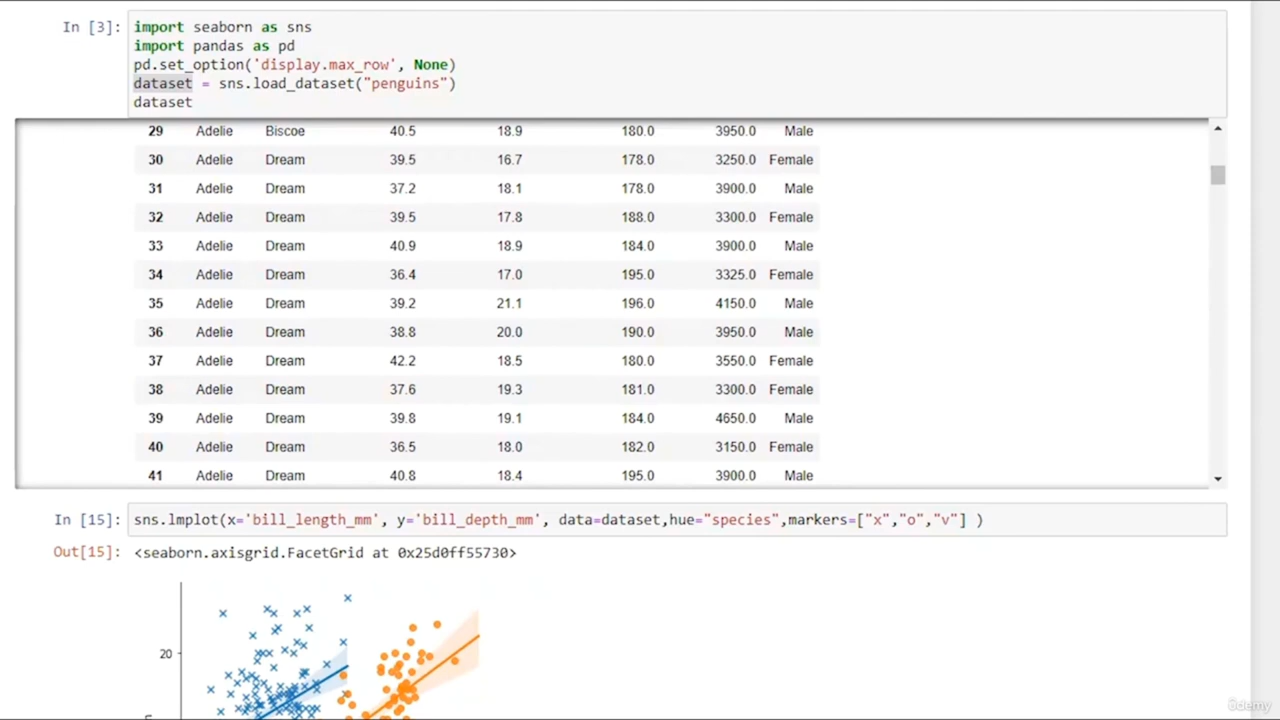 In [3]: import seaborn as sns
import pandas as pd
pd.set_option('display.max_row', None)
dataset = sns.load_dataset("penguins")
dataset
29 Adelie Biscoe 40.5 18.9 180.0 3950.0 Male
30 Adelie Dream 39.5 16.7 178.0 3250.0 Female
31 Adelie Dream 37.2 18.1 178.0 3900.0 Male
32 Adelie Dream 39.5 17.8 188.0 3300.0 Female
33 Adelie Dream 40.9 18.9 184.0 3900.0 Male
34 Adelie Dream 36.4 17.0 195.0 3325.0 Female
35 Adelie Dream 39.2 21.1 196.0 4150.0 Male
36 Adelie Dream 38.8 20.0 190.0 3950.0 Male
37 Adelie Dream 42.2 18.5 180.0 3550.0 Female
38 Adelie Dream 37.6 19.3 181.0 3300.0 Female
39 Adelie Dream 39.8 19.1 184.0 4650.0 Male
40 Adelie Dream 36.5 18.0 182.0 3150.0 Female
41 Adelie Dream 40.8 18.4 195.0 3900.0 Male
In [15]: sns.lmplot(x='bill_length_mm', y='bill_depth_mm', data=dataset,hue="species",markers=["x","o","v"] )
Out[15]: <seaborn.axisgrid.FacetGrid at 0x25d0ff55730>
20
ûdemy